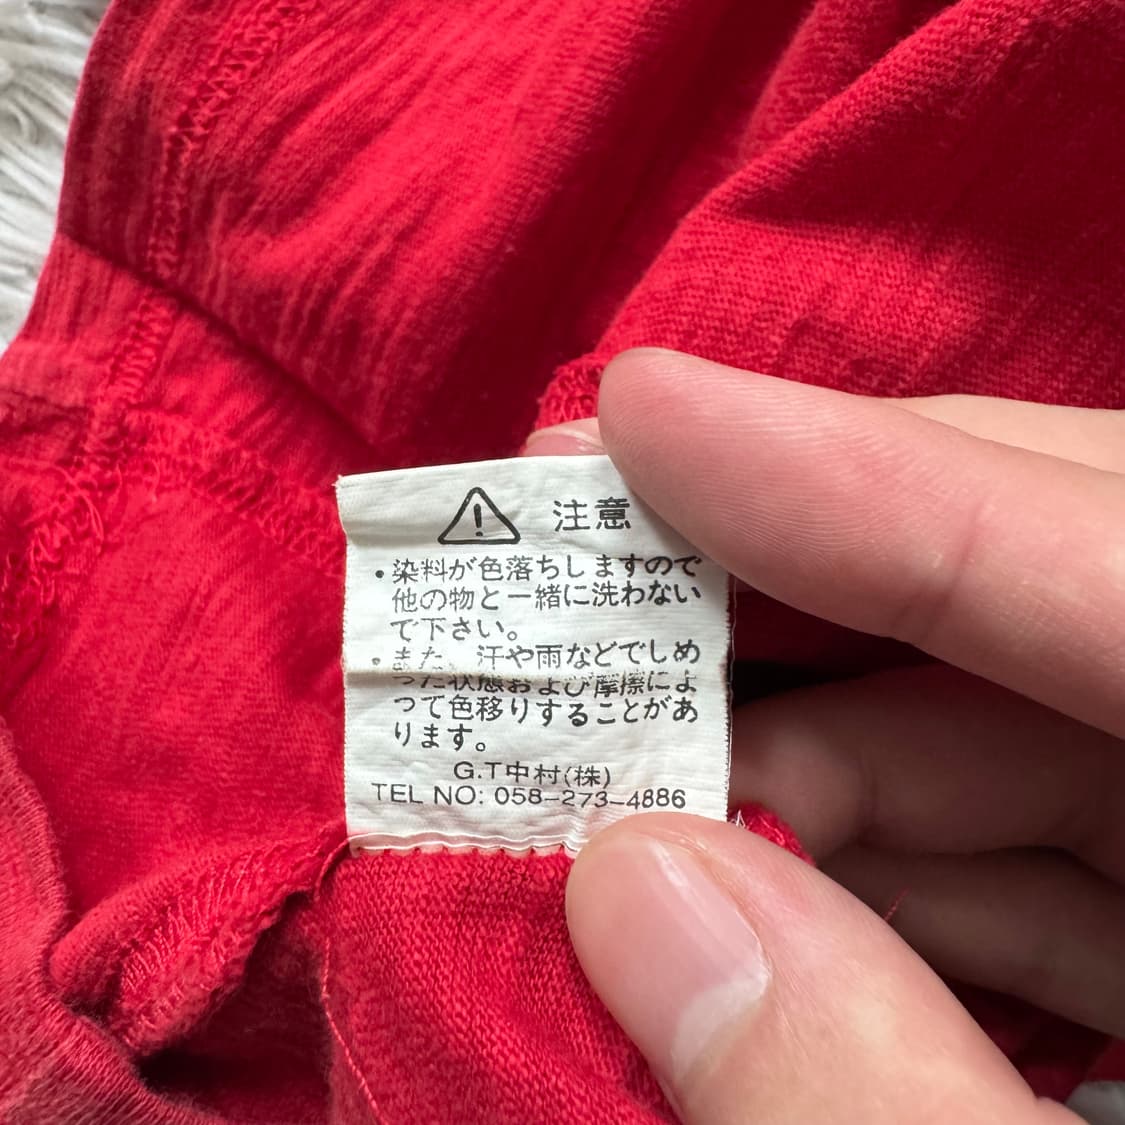 注意
・染料が色落ちしますので
他の物と一緒に洗わない
で下さい。
・また、汗や雨などでしめ
った状態および摩擦によ
って色移りすることがあ
ります。
G.T中村(株)
TEL NO: 058-273-4886